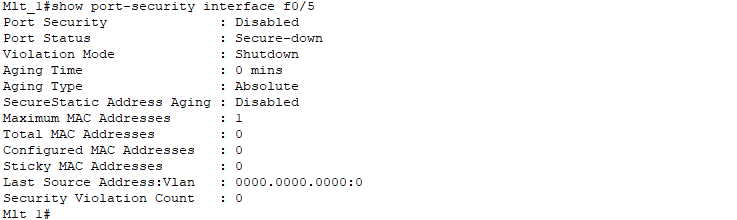 Mlt_1#show port-security interface f0/5
Port Security              : Disabled
Port Status                : Secure-down
Violation Mode             : Shutdown
Aging Time                 : 0 mins
Aging Type                 : Absolute
SecureStatic Address Aging : Disabled
Maximum MAC Addresses      : 1
Total MAC Addresses        : 0
Configured MAC Addresses   : 0
Sticky MAC Addresses       : 0
Last Source Address:Vlan   : 0000.0000.0000:0
Security Violation Count   : 0
Mlt 1#